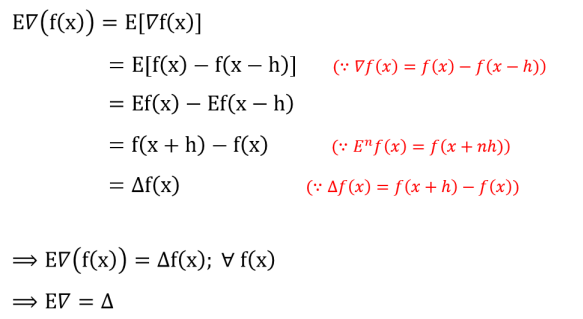 E∇(f(x)) = E[∇f(x)]
= E[f(x) − f(x − h)] (∵ ∇f(x) = f(x) − f(x − h))
= Ef(x) − Ef(x − h)
= f(x + h) − f(x) (∵ Eⁿf(x) = f(x + nh))
= Δf(x) (∵ Δf(x) = f(x + h) − f(x))
⟹ E∇(f(x)) = Δf(x); ∀ f(x)
⟹ E∇ = Δ